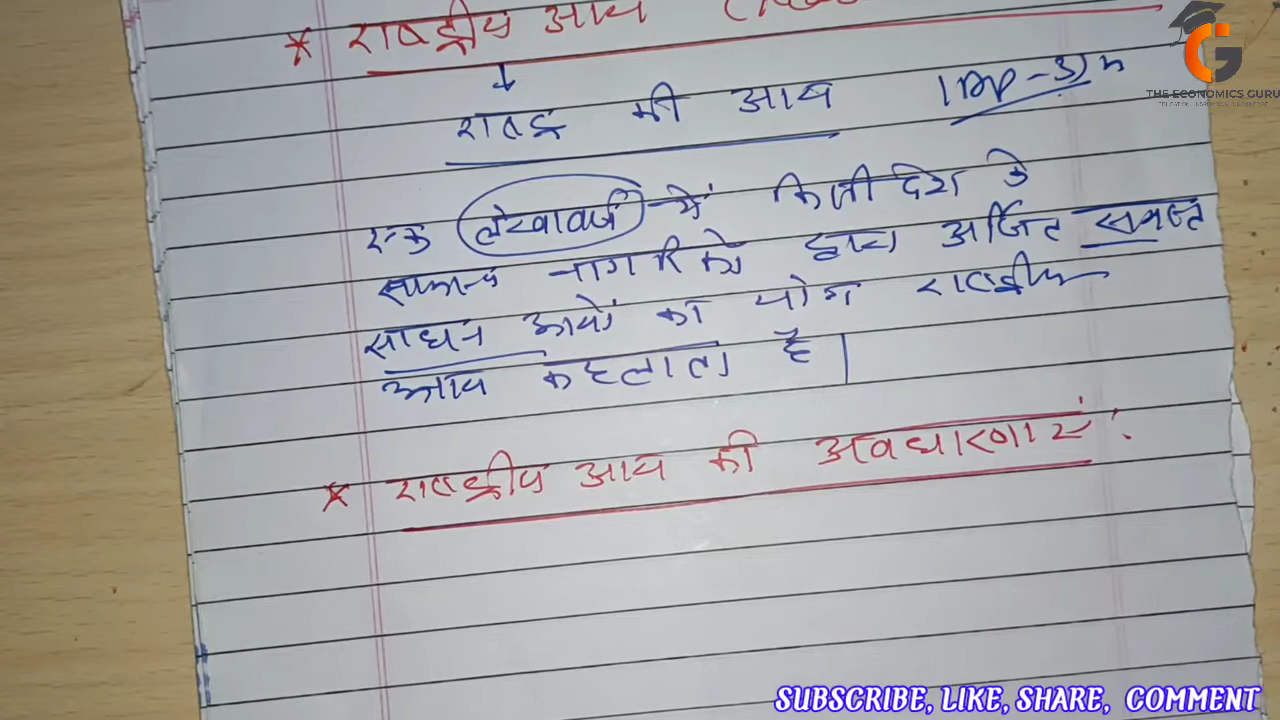 * राष्ट्रीय आय
राष्ट्र की आय
एक लेखावर्ष में किसी देश के
सामान्य नागरिकों द्वारा अर्जित समस्त
साधन आयों का योग राष्ट्रीय
आय कहलाता है।
* राष्ट्रीय आय की अवधारणाएं:
THE ECONOMICS GURU
SUBSCRIBE, LIKE, SHARE, COMMENT